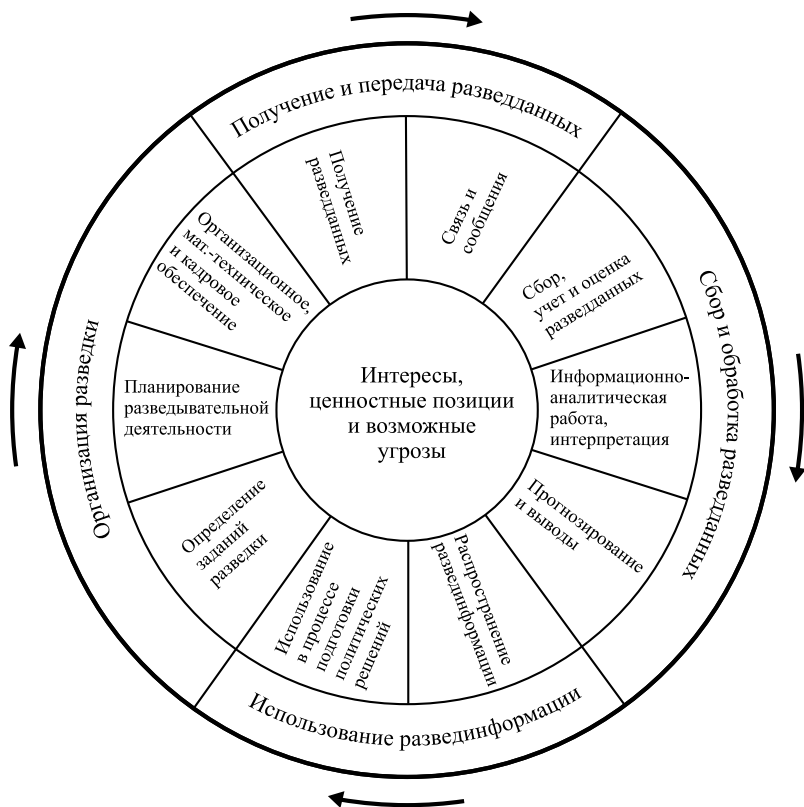 Получение и передача разведданных
Получение
разведданных
Связь и
сообщения
Организационное,
мат.-техническое
и кадровое
обеспечение
Сбор,
учет и оценка
разведданных
Сбор и обработка разведданных
Организация разведки
Планирование
разведывательной
деятельности
Интересы,
ценностные позиции
и возможные
угрозы
Информационно-
аналитическая
работа,
интерпретация
Определение
заданий
разведки
Прогнозирование
и выводы
Использование
в процессе
подготовки
политических
решений
Распространение
развединформации
Использование развединформации